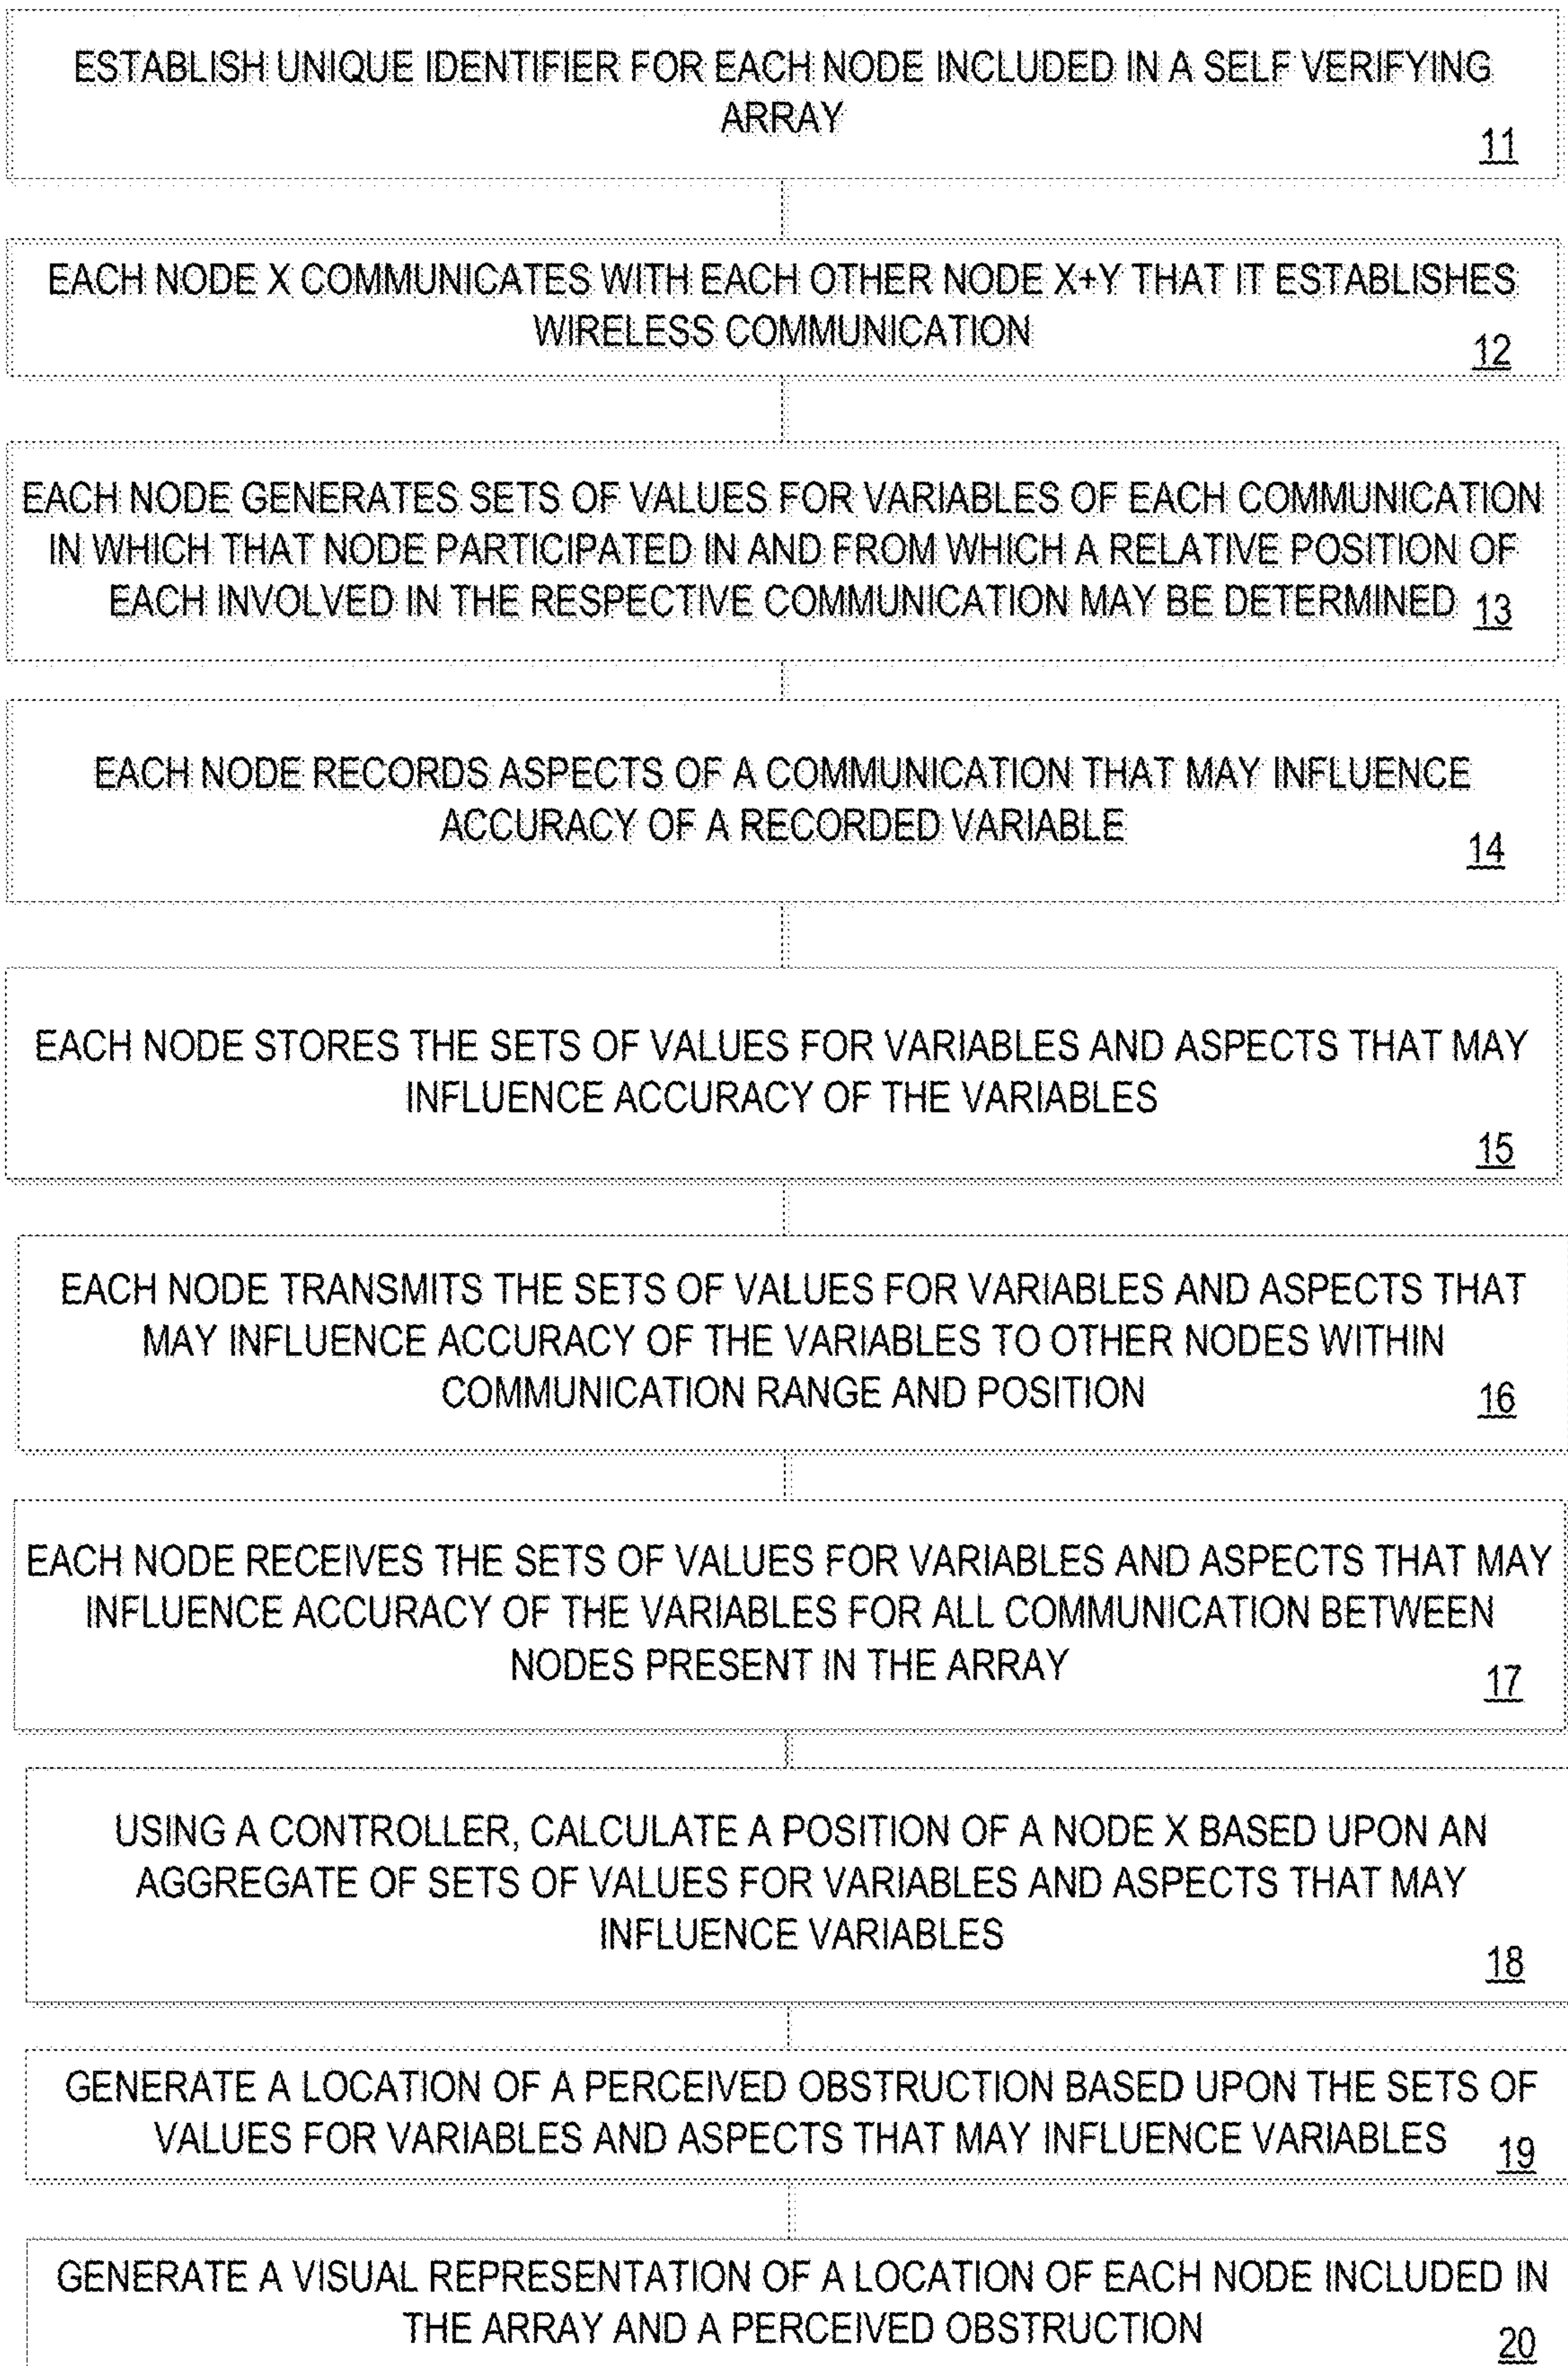 ESTABLISH UNIQUE IDENTIFIER FOR EACH NODE INCLUDED IN A SELF VERIFYING
ARRAY
11
EACH NODE X COMMUNICATES WITH EACH OTHER NODE X+Y THAT IT ESTABLISHES
WIRELESS COMMUNICATION
12
EACH NODE GENERATES SETS OF VALUES FOR VARIABLES OF EACH COMMUNICATION
IN WHICH THAT NODE PARTICIPATED IN AND FROM WHICH A RELATIVE POSITION OF
EACH INVOLVED IN THE RESPECTIVE COMMUNICATION MAY BE DETERMINED 13
EACH NODE RECORDS ASPECTS OF A COMMUNICATION THAT MAY INFLUENCE
ACCURACY OF A RECORDED VARIABLE
14
EACH NODE STORES THE SETS OF VALUES FOR VARIABLES AND ASPECTS THAT MAY
INFLUENCE ACCURACY OF THE VARIABLES
15
EACH NODE TRANSMITS THE SETS OF VALUES FOR VARIABLES AND ASPECTS THAT
MAY INFLUENCE ACCURACY OF THE VARIABLES TO OTHER NODES WITHIN
COMMUNICATION RANGE AND POSITION
16
EACH NODE RECEIVES THE SETS OF VALUES FOR VARIABLES AND ASPECTS THAT MAY
INFLUENCE ACCURACY OF THE VARIABLES FOR ALL COMMUNICATION BETWEEN
NODES PRESENT IN THE ARRAY
17
USING A CONTROLLER, CALCULATE A POSITION OF A NODE X BASED UPON AN
AGGREGATE OF SETS OF VALUES FOR VARIABLES AND ASPECTS THAT MAY
INFLUENCE VARIABLES
18
GENERATE A LOCATION OF A PERCEIVED OBSTRUCTION BASED UPON THE SETS OF
VALUES FOR VARIABLES AND ASPECTS THAT MAY INFLUENCE VARIABLES
19
GENERATE A VISUAL REPRESENTATION OF A LOCATION OF EACH NODE INCLUDED IN
THE ARRAY AND A PERCEIVED OBSTRUCTION
20